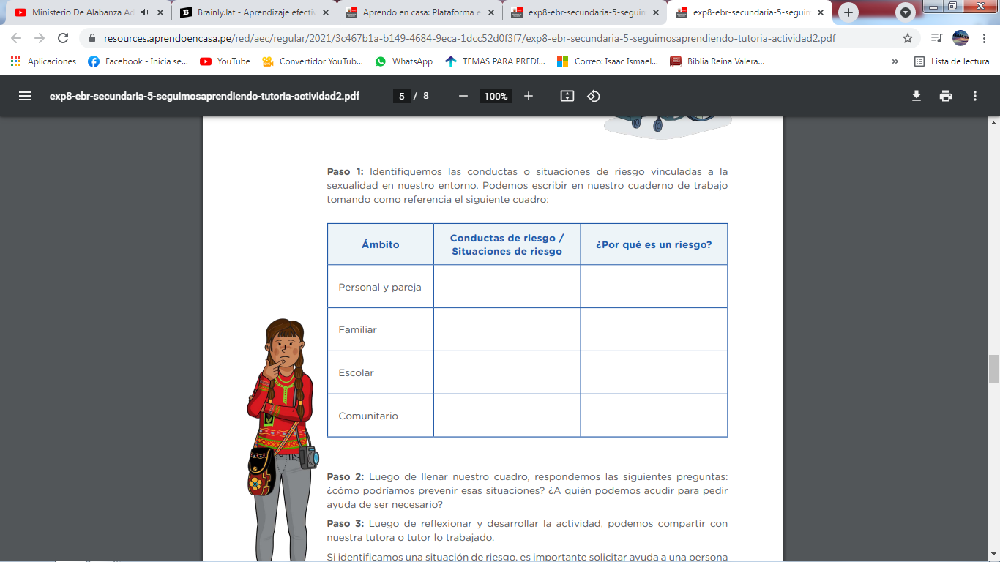 Ministerio De Alabanza Ad
Brainly.lat - Aprendizaje efectiv
Aprendo en casa: Plataforma e
exp8-ebr-secundaria-5-seguim
exp8-ebr-secundaria-5-seguim
resources.aprendoencasa.pe/red/aec/regular/2021/3c467b1a-b149-4684-9eca-1dcc52d0f3f7/exp8-ebr-secundaria-5-seguimosaprendiendo-tutoria-actividad2.pdf
Aplicaciones
Facebook - Inicia se...
YouTube
Convertidor YouTub...
WhatsApp
TEMAS PARA PREDI...
Correo: Isaac Ismael...
Biblia Reina Valera...
»
Lista de lectura
exp8-ebr-secundaria-5-seguimosaprendiendo-tutoria-actividad2.pdf
5 / 8
100%
Paso 1: Identifiquemos las conductas o situaciones de riesgo vinculadas a la
sexualidad en nuestro entorno. Podemos escribir en nuestro cuaderno de trabajo
tomando como referencia el siguiente cuadro:
Ámbito
Conductas de riesgo /
Situaciones de riesgo
¿Por qué es un riesgo?
Personal y pareja
Familiar
Escolar
Comunitario
Paso 2: Luego de llenar nuestro cuadro, respondemos las siguientes preguntas:
¿cómo podríamos prevenir esas situaciones? ¿A quién podemos acudir para pedir
ayuda de ser necesario?
Paso 3: Luego de reflexionar y desarrollar la actividad, podemos compartir con
nuestra tutora o tutor lo trabajado.
Si identificamos una situación de riesgo, es importante solicitar ayuda a una persona